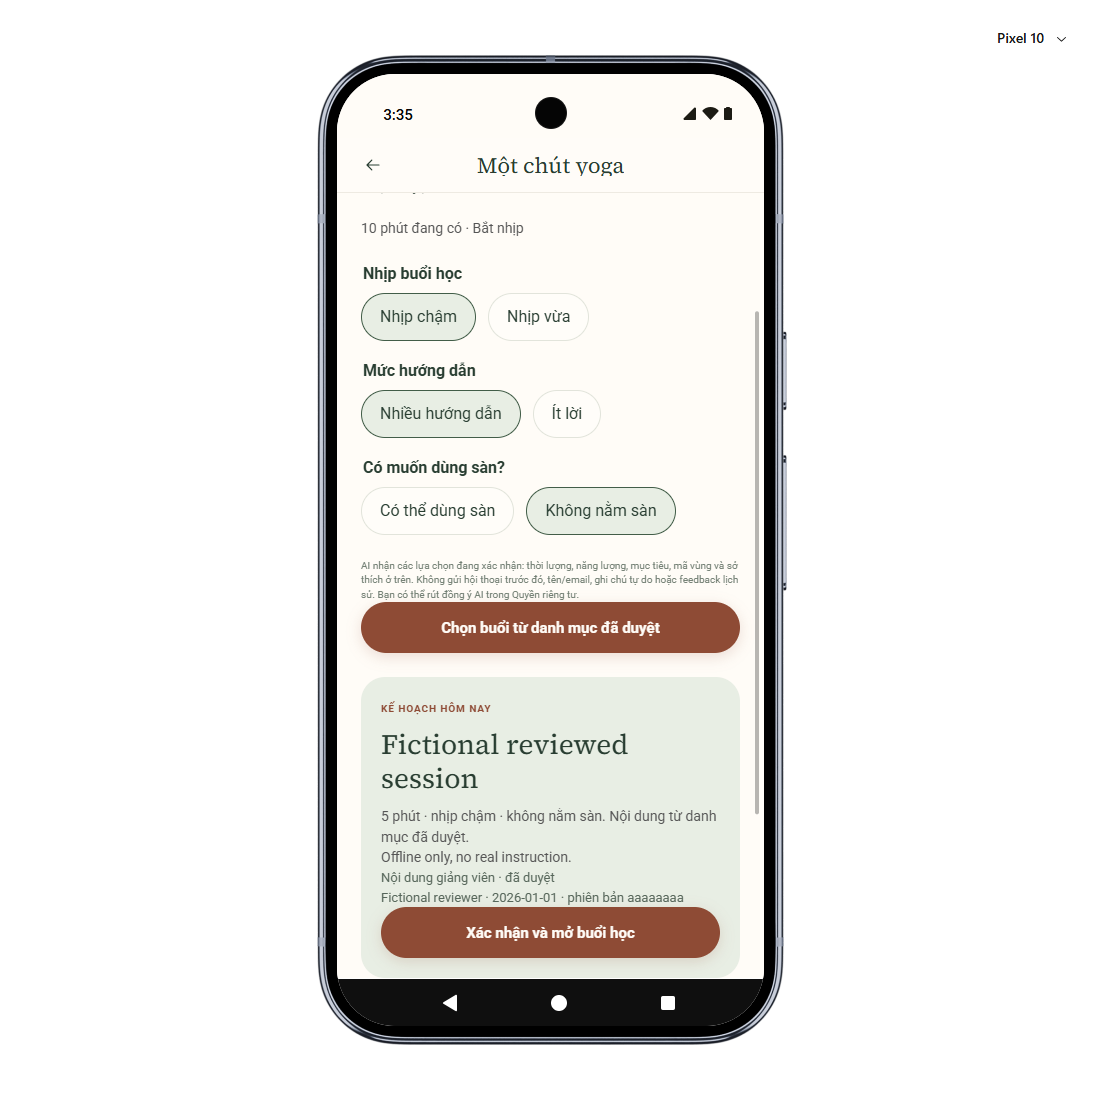 Pixel 10
3:35
Một chút yoga
10 phút đang có · Bắt nhịp
Nhịp buổi học
Nhịp chậm
Nhịp vừa
Mức hướng dẫn
Nhiều hướng dẫn
Ít lời
Có muốn dùng sàn?
Có thể dùng sàn
Không nằm sàn
AI nhận các lựa chọn đang xác nhận: thời lượng, năng lượng, mục tiêu, mã vùng và sở
thích ở trên. Không gửi hội thoại trước đó, tên/email, ghi chú tự do hoặc feedback lịch
sử. Bạn có thể rút đồng ý AI trong Quyền riêng tư.
Chọn buổi từ danh mục đã duyệt
KẾ HOẠCH HÔM NAY
Fictional reviewed
session
5 phút · nhịp chậm · không nằm sàn. Nội dung từ danh
mục đã duyệt.
Offline only, no real instruction.
Nội dung giảng viên · đã duyệt
Fictional reviewer · 2026-01-01 · phiên bản aaaaaaaa
Xác nhận và mở buổi học